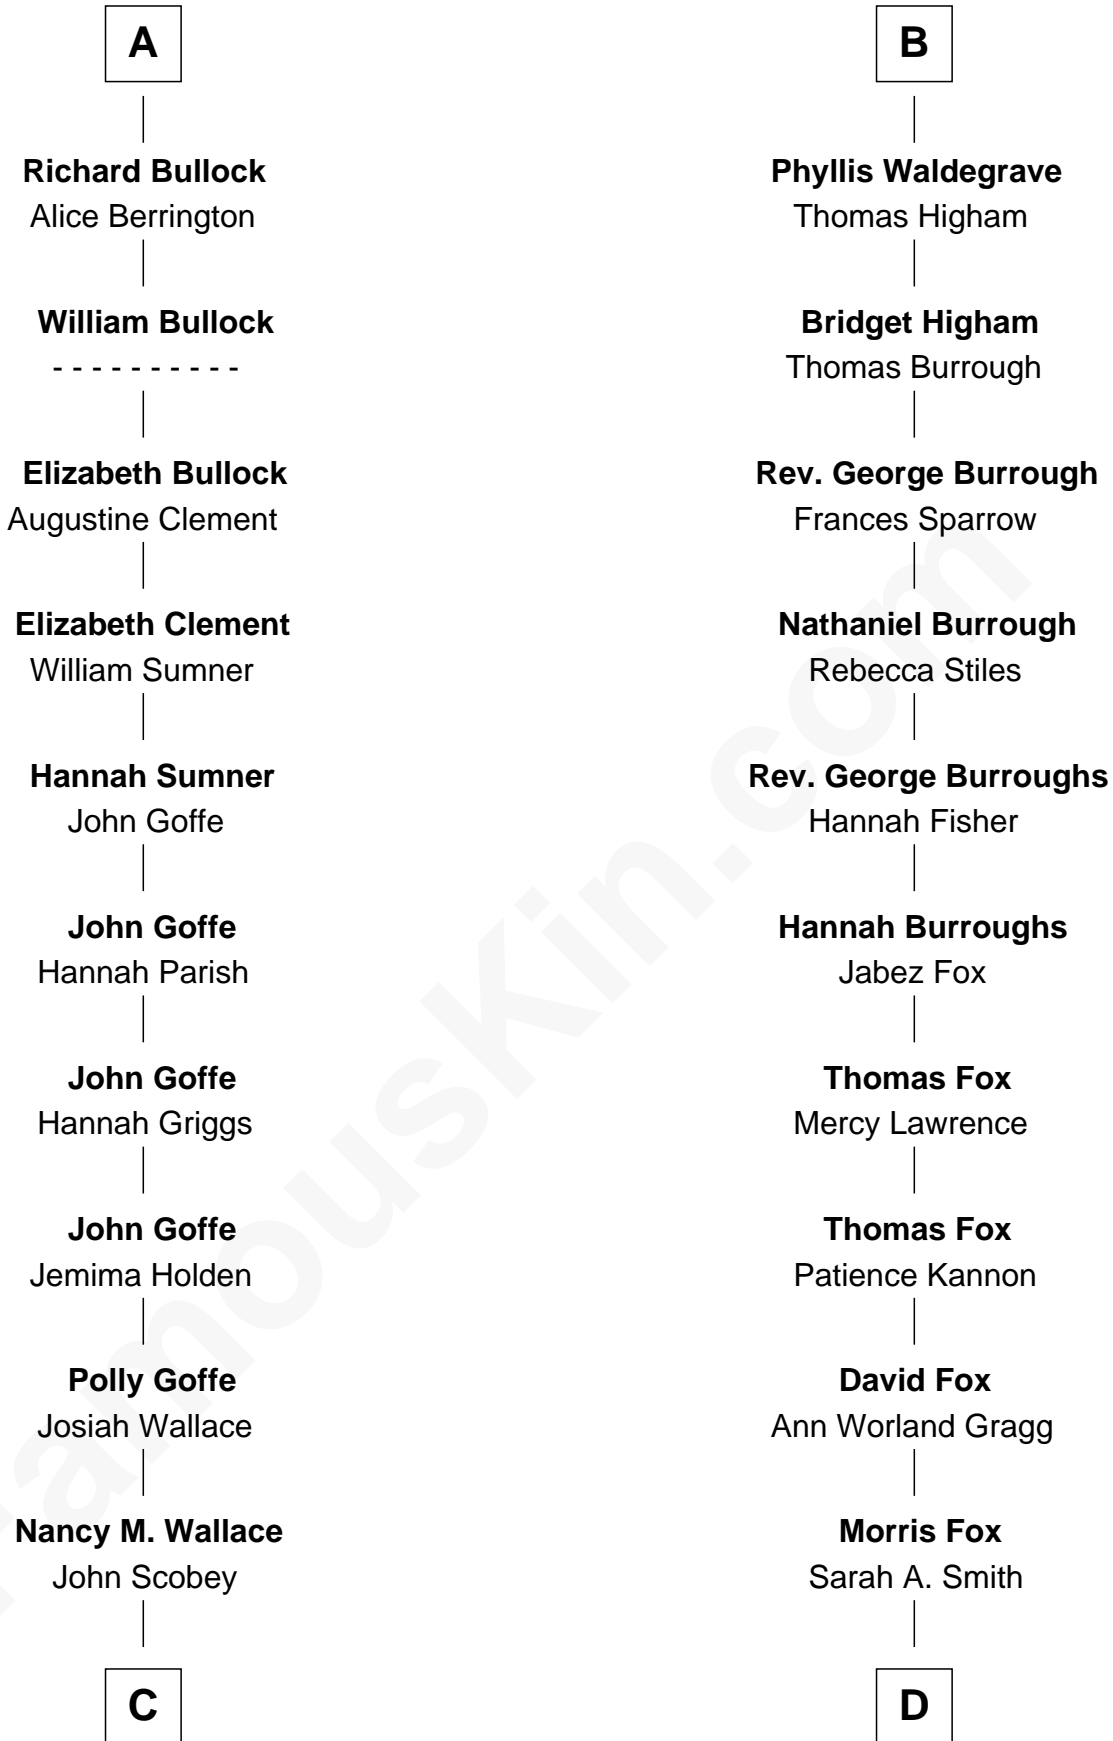 A
Richard Bullock
Alice Berrington
William Bullock
- - - - - - - - - -
Elizabeth Bullock
Augustine Clement
Elizabeth Clement
William Sumner
Hannah Sumner
John Goffe
John Goffe
Hannah Parish
John Goffe
Hannah Griggs
John Goffe
Jemima Holden
Polly Goffe
Josiah Wallace
Nancy M. Wallace
John Scobey
C
B
Phyllis Waldegrave
Thomas Higham
Bridget Higham
Thomas Burrough
Rev. George Burrough
Frances Sparrow
Nathaniel Burrough
Rebecca Stiles
Rev. George Burroughs
Hannah Fisher
Hannah Burroughs
Jabez Fox
Thomas Fox
Mercy Lawrence
Thomas Fox
Patience Kannon
David Fox
Ann Worland Gragg
Morris Fox
Sarah A. Smith
D
FamousKin.com